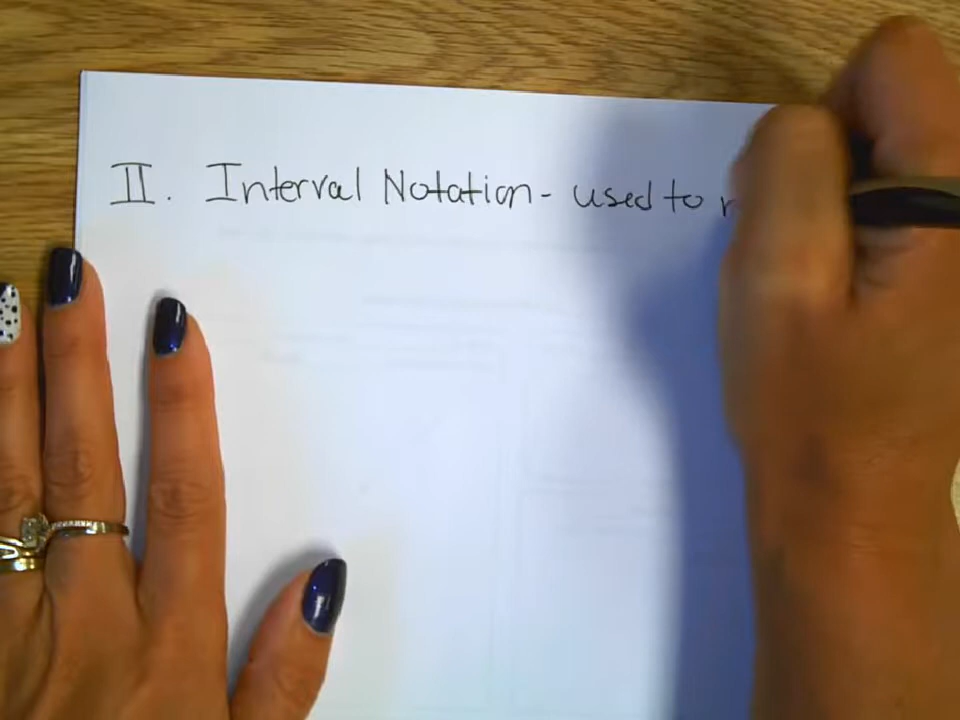 II. Interval Notation - used to